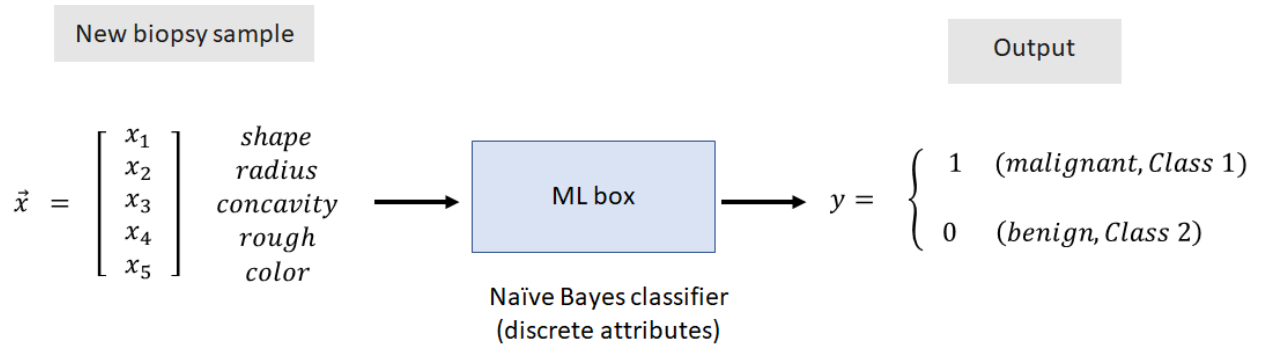 New biopsy sample
Output
x⃗ =
x₁ shape
x₂ radius
x₃ concavity
x₄ rough
x₅ color
ML box
Naïve Bayes classifier
(discrete attributes)
y =
1 (malignant, Class 1)
0 (benign, Class 2)